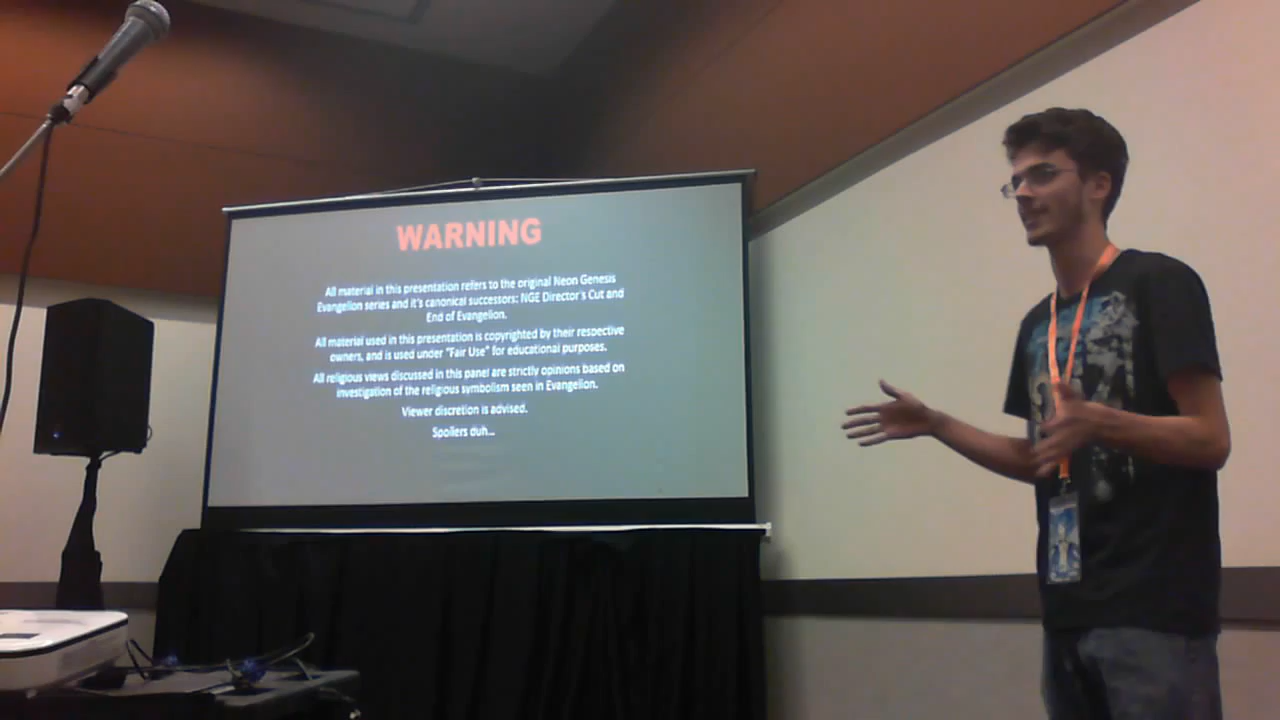 WARNING
All material in this presentation refers to the original Neon Genesis
Evangelion series and it's canonical successors: NGE Director's Cut and
End of Evangelion.
All material used in this presentation is copyrighted by their respective
owners, and is used under "Fair Use" for educational purposes.
All religious views discussed in this panel are strictly opinions based on
investigation of the religious symbolism seen in Evangelion.
Viewer discretion is advised.
Spoilers duh...